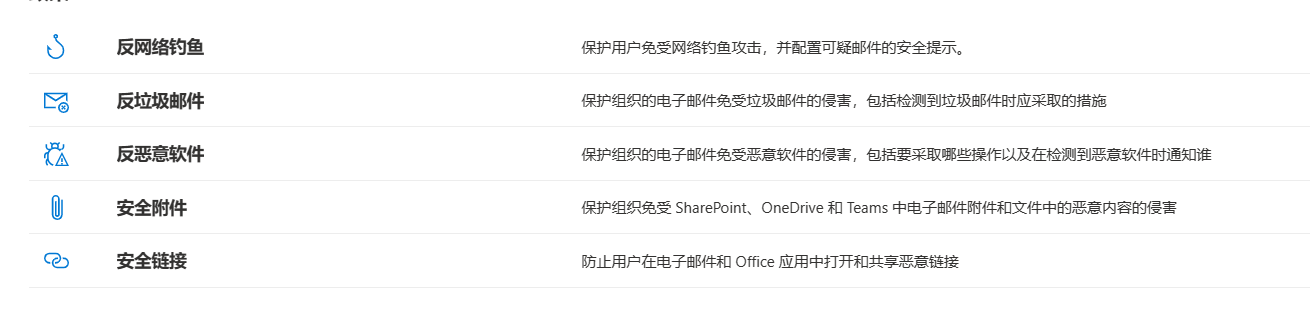 反网络钓鱼
保护用户免受网络钓鱼攻击，并配置可疑邮件的安全提示。
反垃圾邮件
保护组织的电子邮件免受垃圾邮件的侵害，包括检测到垃圾邮件时应采取的措施
反恶意软件
保护组织的电子邮件免受恶意软件的侵害，包括要采取哪些操作以及在检测到恶意软件时通知谁
安全附件
保护组织免受 SharePoint、OneDrive 和 Teams 中电子邮件附件和文件中的恶意内容的侵害
安全链接
防止用户在电子邮件和 Office 应用中打开和共享恶意链接